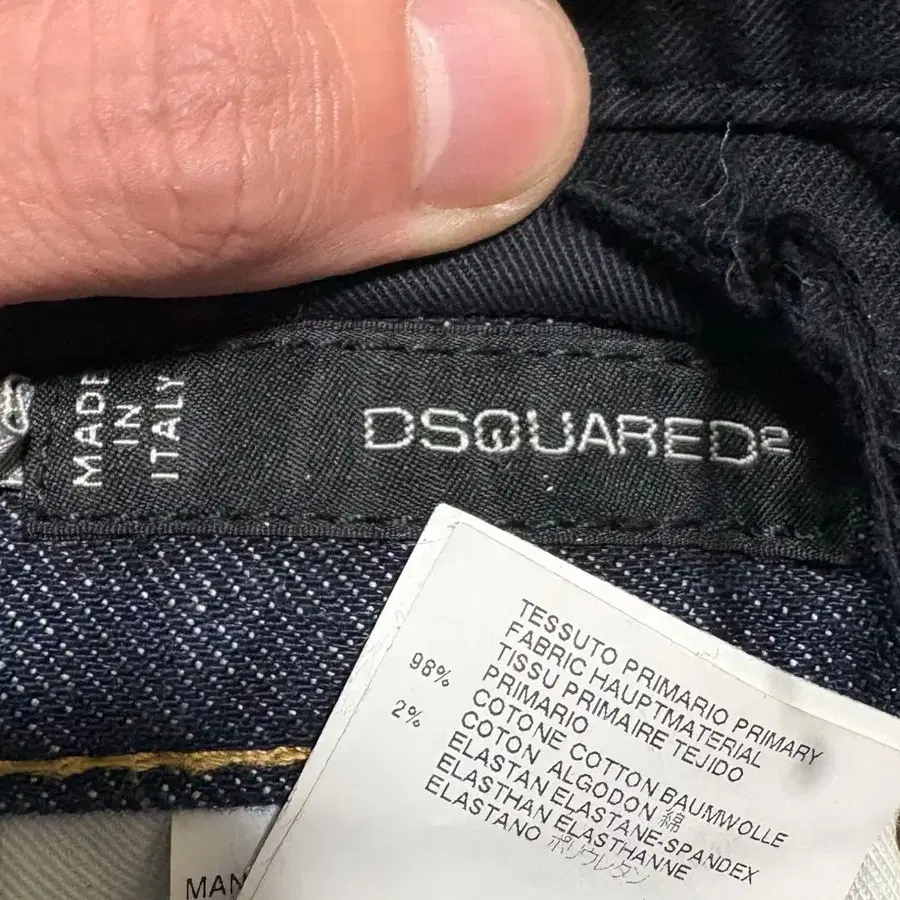 MADE
IN
ITALY
DSQUARED2
TESSUTO PRIMARIO PRIMARY
FABRIC HAUPTMATERIAL
TISSU PRIMAIRE TEJIDO
PRIMARIO
98% COTONE COTTON BAUMWOLLE
COTON ALGODON 綿
2% ELASTAN ELASTANE-SPANDEX
ELASTHAN ELASTHANNE
ELASTANO ポリウレタン
MAN